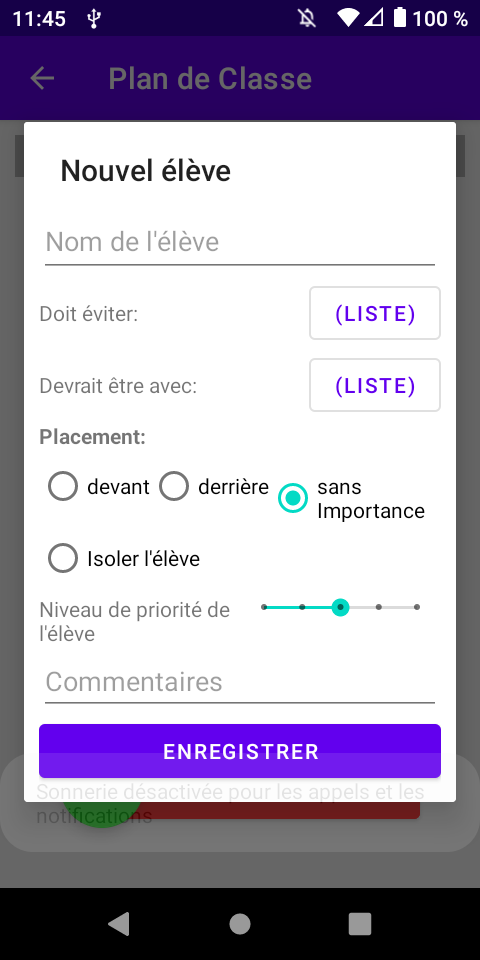 11:45 100 %
Plan de Classe
Nouvel élève
Nom de l'élève
Doit éviter: (LISTE)
Devrait être avec: (LISTE)
Placement:
devant derrière sans
Importance
Isoler l'élève
Niveau de priorité de
l'élève
Commentaires
ENREGISTRER
Sonnerie désactivée pour les appels et les
notifications